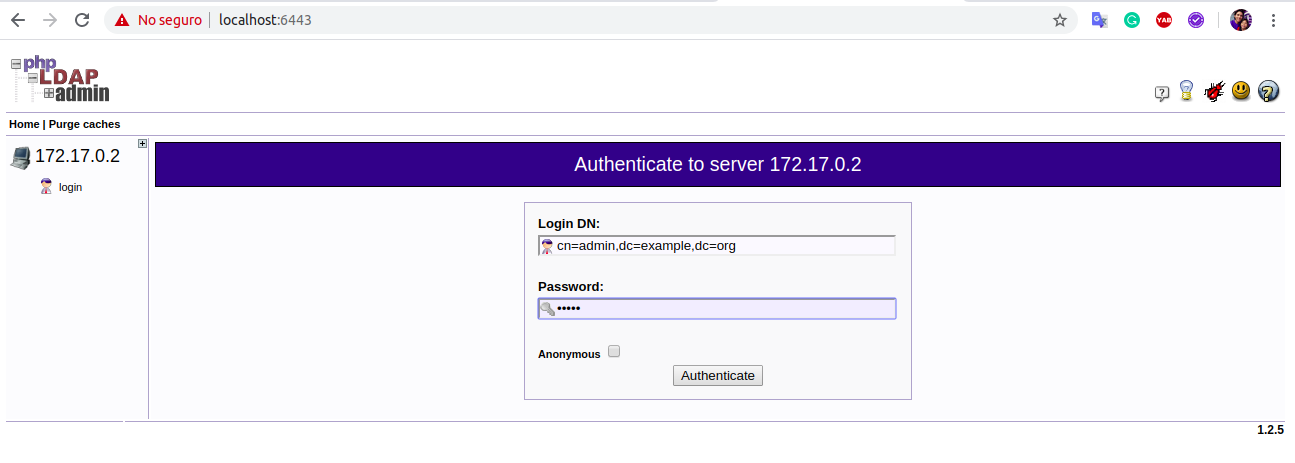 No seguro localhost:6443
YAB
php
LDAP
admin
Home | Purge caches
172.17.0.2
login
Authenticate to server 172.17.0.2
Login DN:
cn=admin,dc=example,dc=org
Password:
•••••
Anonymous
Authenticate
1.2.5